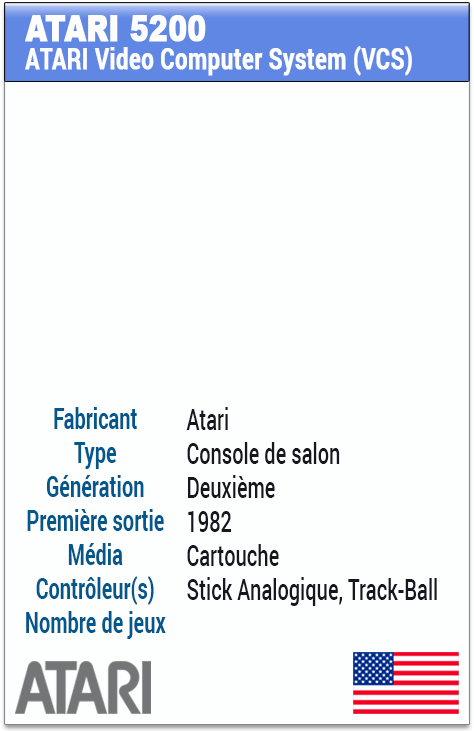 ATARI 5200
ATARI Video Computer System (VCS)
Fabricant Atari
Type Console de salon
Génération Deuxième
Première sortie 1982
Média Cartouche
Contrôleur(s) Stick Analogique, Track-Ball
Nombre de jeux
ATARI